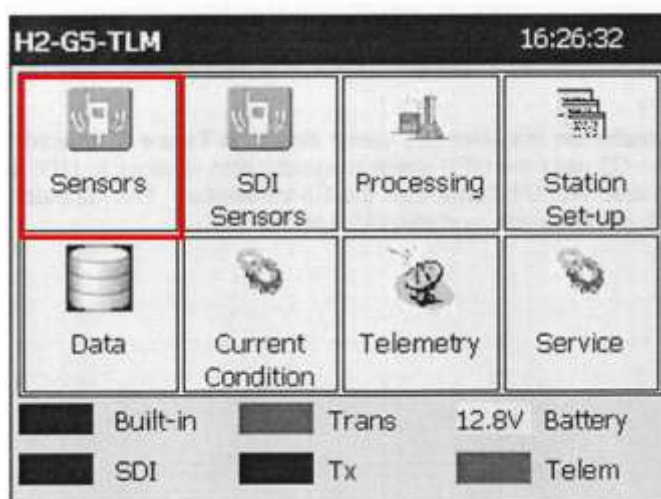 H2-G5-TLM 16:26:32
Sensors SDI Sensors Processing Station Set-up
Data Current Condition Telemetry Service
Built-in Trans 12.8V Battery
SDI Tx Telem